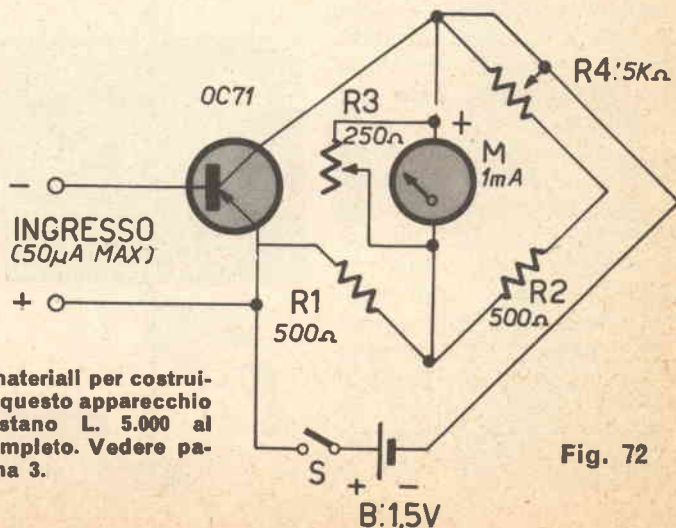 OC71
R3
250Ω
+
M
1mA
R4:5KΩ
-
INGRESSO
(50µA MAX)
+
R1
500Ω
R2
500Ω
materiali per costrui-
questo apparecchio
stano L. 5.000 al
mpleto. Vedere pa-
na 3.
S
+
-
B:1,5V
Fig. 72